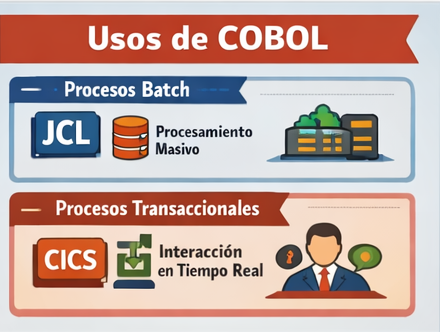 Usos de COBOL
Procesos Batch
JCL
Procesamiento
Masivo
Procesos Transaccionales
CICS
Interacción
en Tiempo Real